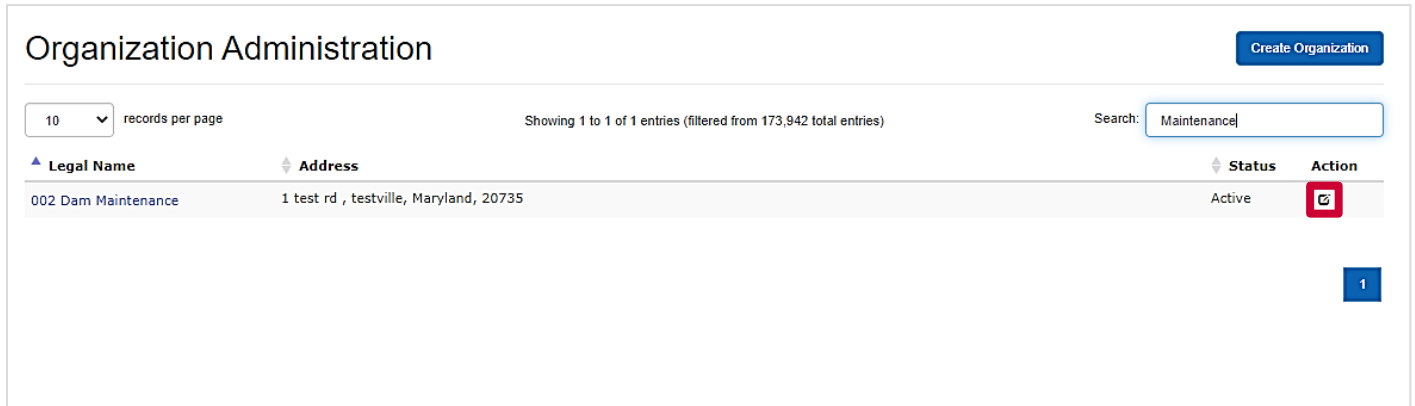 Organization Administration
Create Organization
10 records per page
Showing 1 to 1 of 1 entries (filtered from 173,942 total entries)
Search: Maintenance
Legal Name Address Status Action
002 Dam Maintenance 1 test rd , testville, Maryland, 20735 Active
1